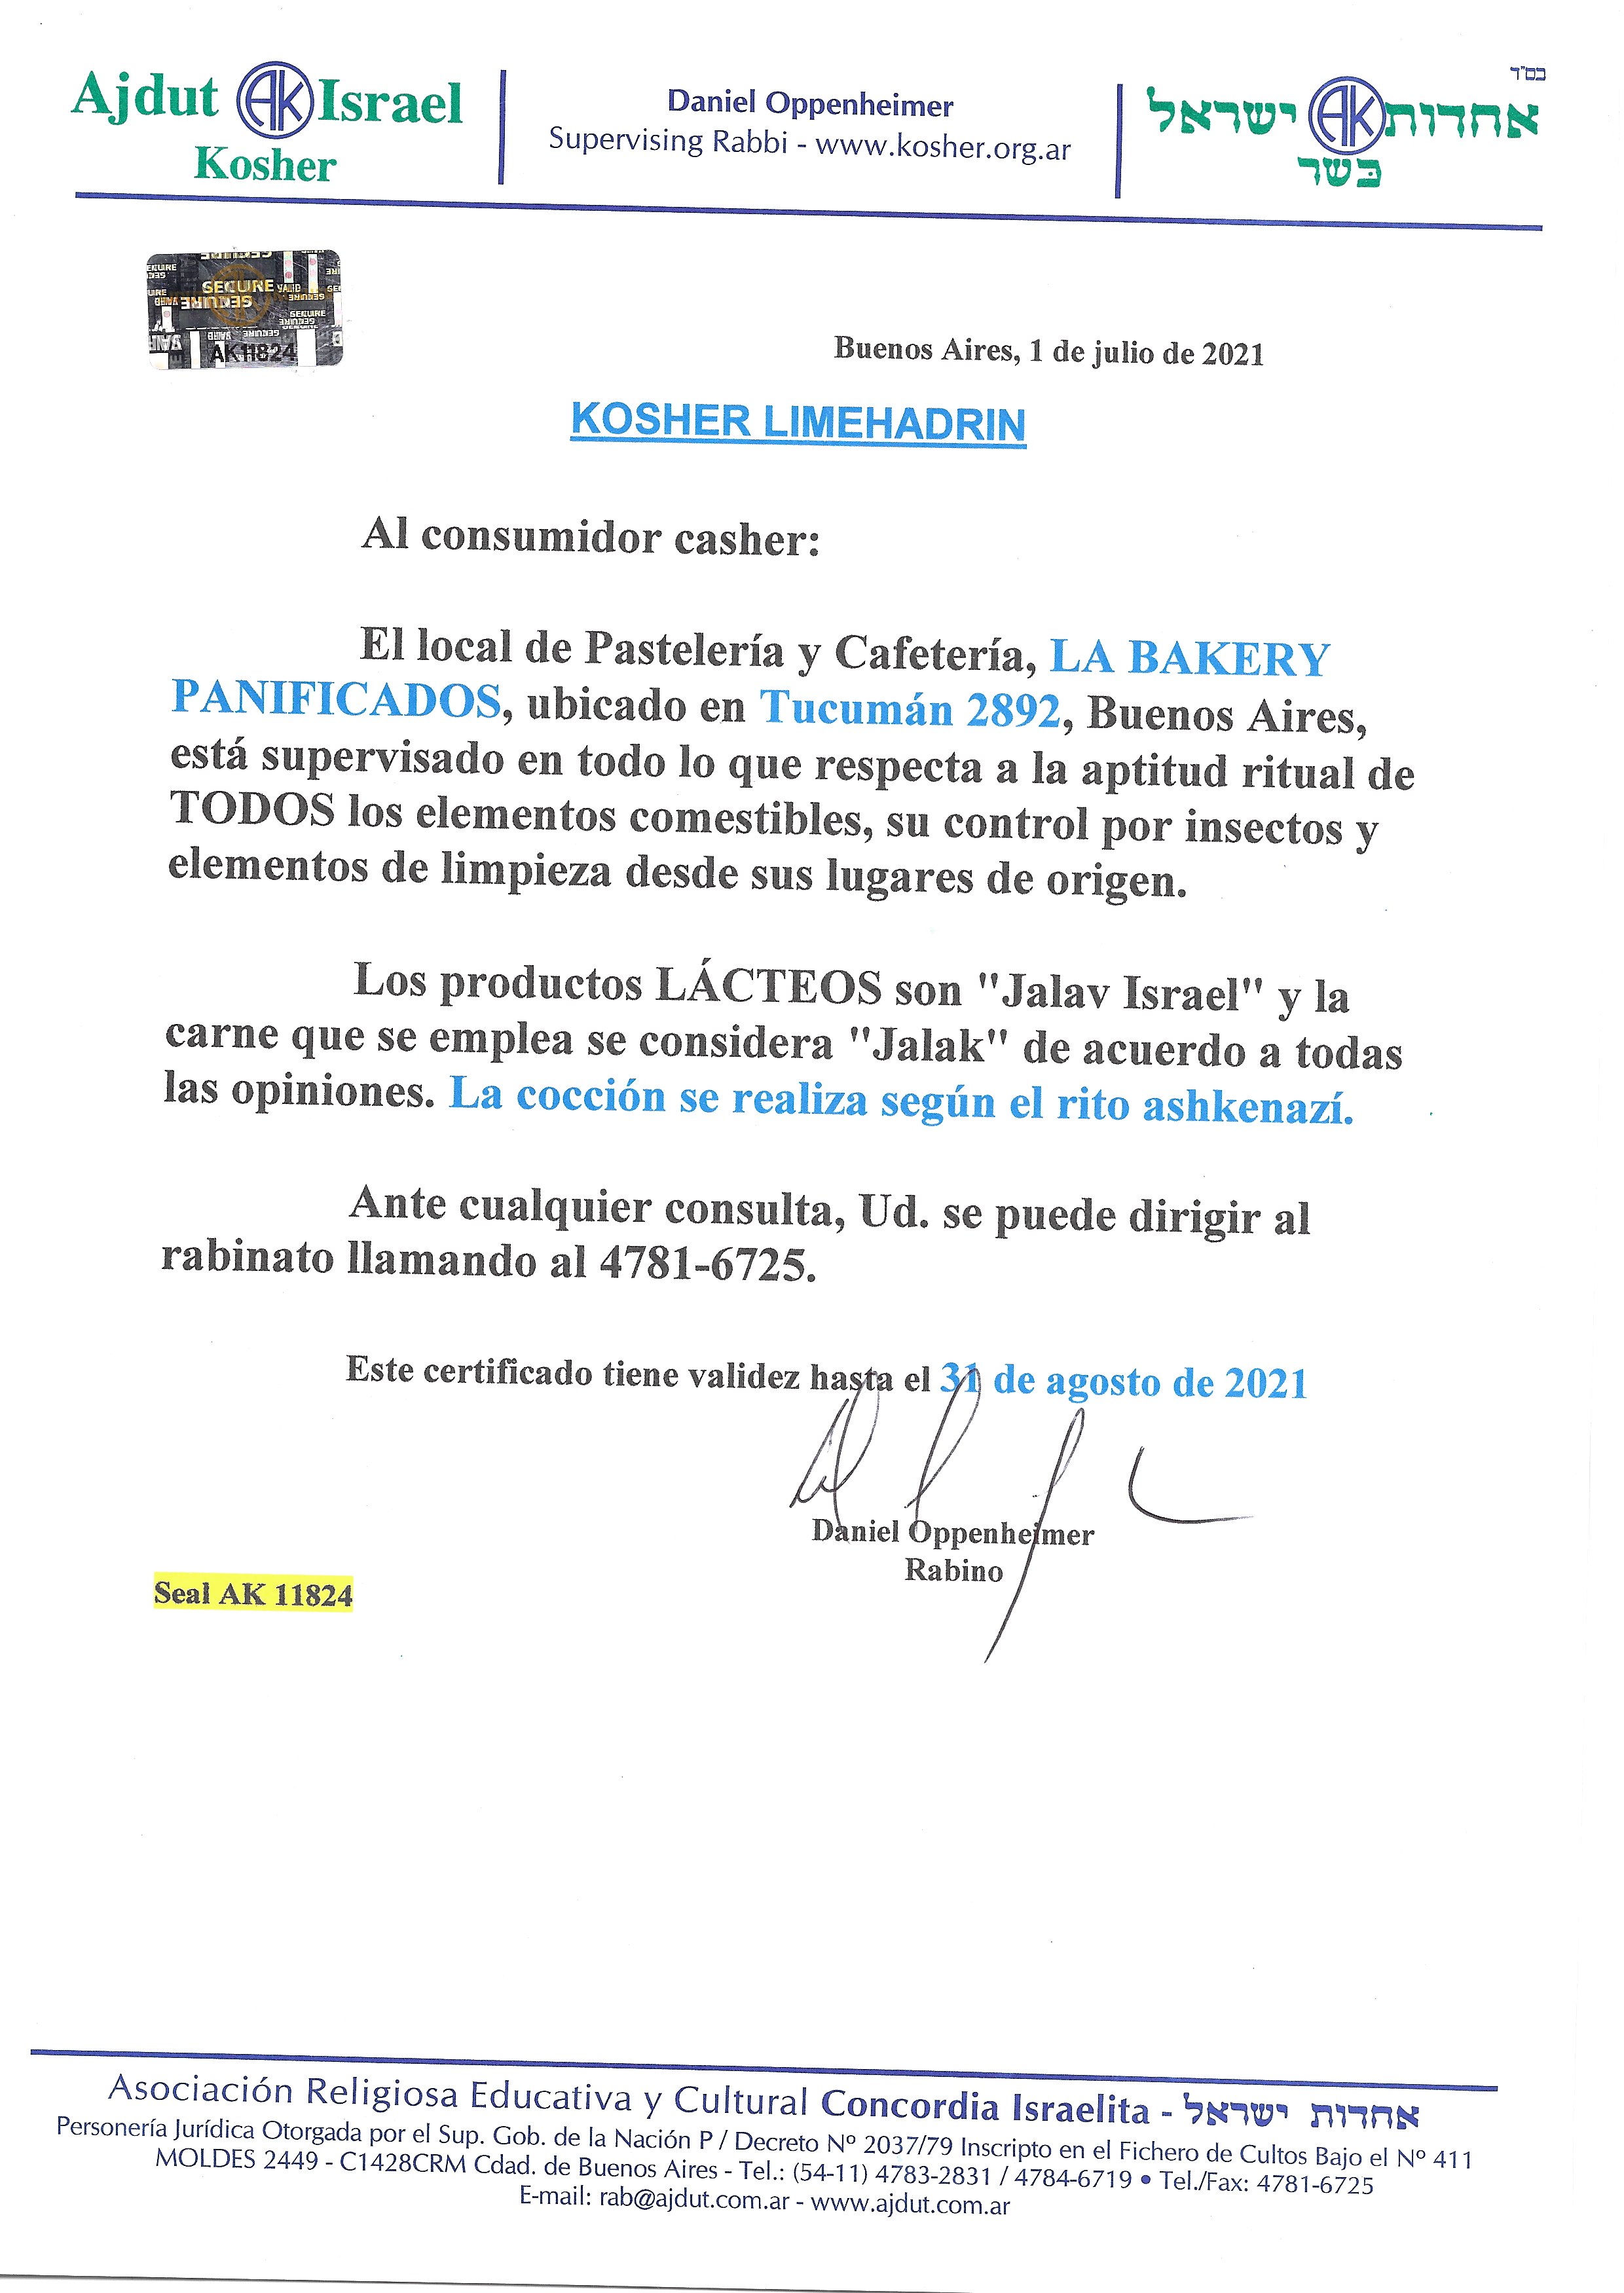 בס"ד
Ajdut AK Israel
Kosher
Daniel Oppenheimer
Supervising Rabbi - www.kosher.org.ar
אחדות AK ישראל
כשר
SECURE
AK11824
Buenos Aires, 1 de julio de 2021
KOSHER LIMEHADRIN
Al consumidor casher:
El local de Pastelería y Cafetería, LA BAKERY
PANIFICADOS, ubicado en Tucumán 2892, Buenos Aires,
está supervisado en todo lo que respecta a la aptitud ritual de
TODOS los elementos comestibles, su control por insectos y
elementos de limpieza desde sus lugares de origen.
Los productos LÁCTEOS son "Jalav Israel" y la
carne que se emplea se considera "Jalak" de acuerdo a todas
las opiniones. La cocción se realiza según el rito ashkenazí.
Ante cualquier consulta, Ud. se puede dirigir al
rabinato llamando al 4781-6725.
Este certificado tiene validez hasta el 31 de agosto de 2021
Daniel Oppenheimer
Rabino
Seal AK 11824
Asociación Religiosa Educativa y Cultural Concordia Israelita - אחדות ישראל
Personería Jurídica Otorgada por el Sup. Gob. de la Nación P / Decreto Nº 2037/79 Inscripto en el Fichero de Cultos Bajo el Nº 411
MOLDES 2449 - C1428CRM Cdad. de Buenos Aires - Tel.: (54-11) 4783-2831 / 4784-6719 • Tel./Fax: 4781-6725
E-mail: rab@ajdut.com.ar - www.ajdut.com.ar